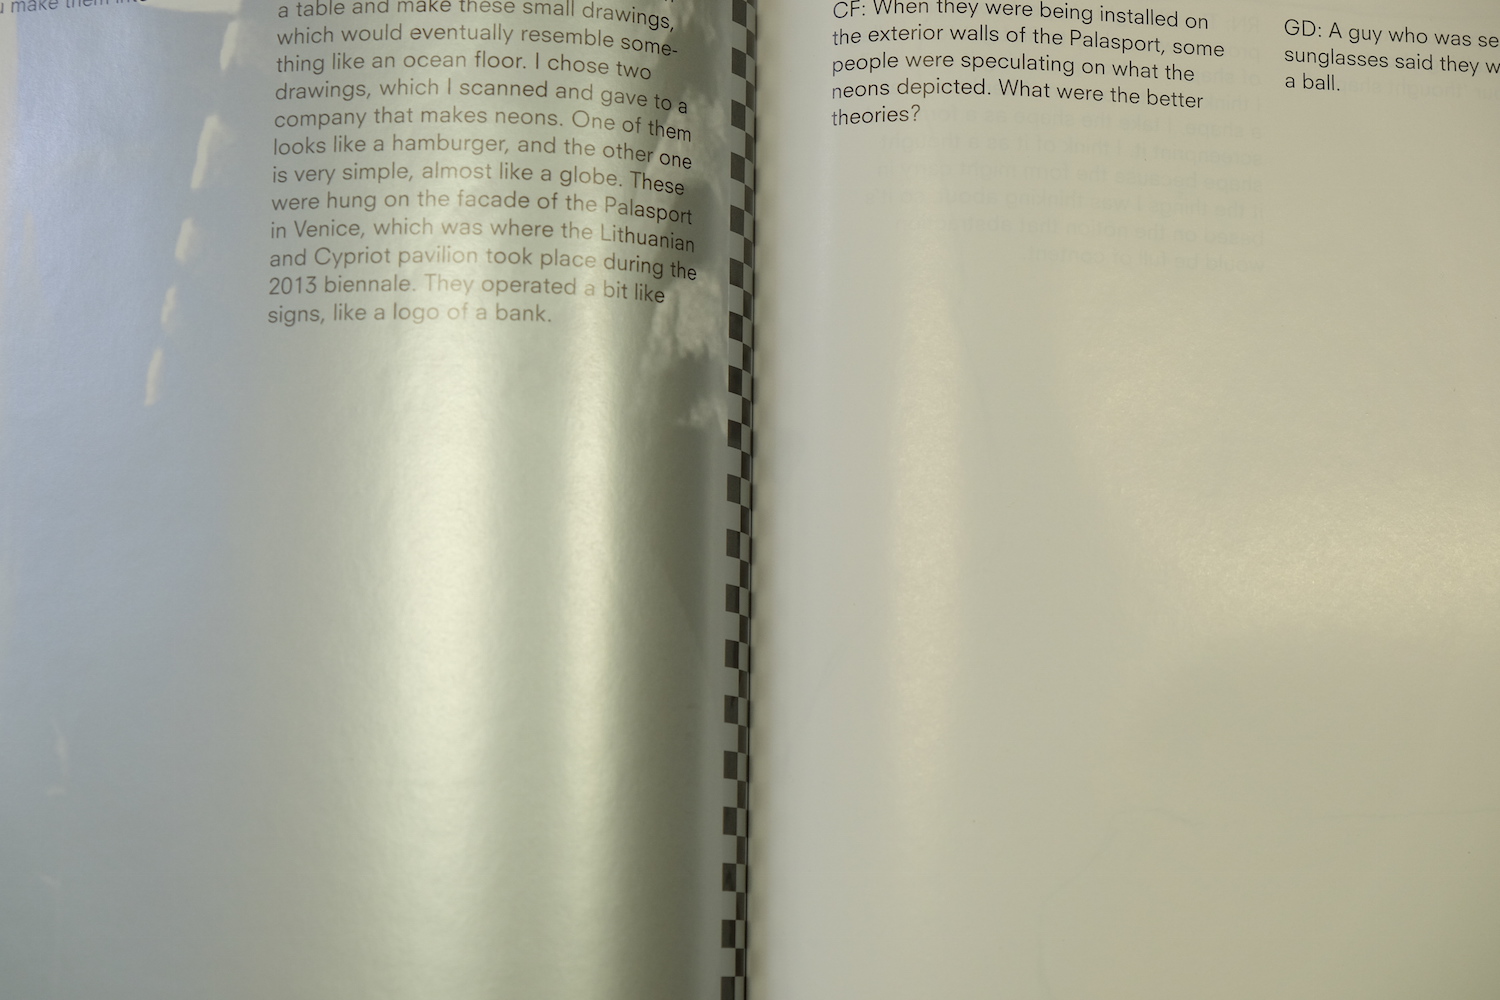 make them into
a table and make these small drawings,
which would eventually resemble some-
thing like an ocean floor. I chose two
drawings, which I scanned and gave to a
company that makes neons. One of them
looks like a hamburger, and the other one
is very simple, almost like a globe. These
were hung on the facade of the Palasport
in Venice, which was where the Lithuanian
and Cypriot pavilion took place during the
2013 biennale. They operated a bit like
signs, like a logo of a bank.
CF: When they were being installed on
the exterior walls of the Palasport, some
people were speculating on what the
neons depicted. What were the better
theories?
GD: A guy who was se
sunglasses said they w
a ball.